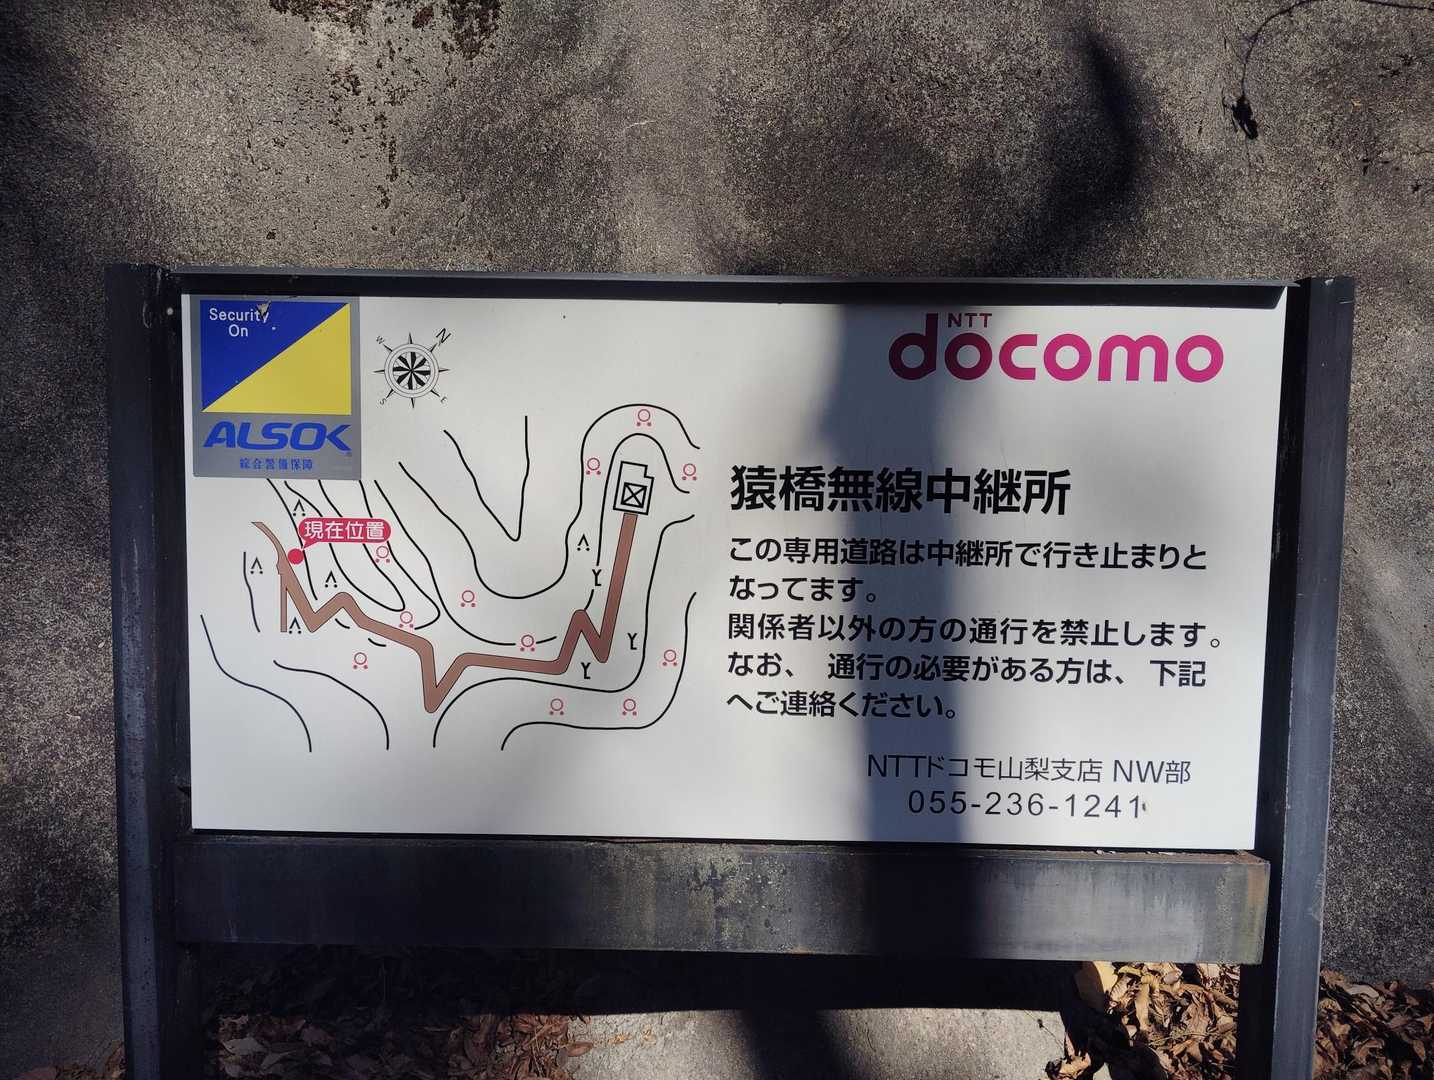 Security
On
ALSOK
綜合警備保障
N
W
S
E
NTT
docomo
現在位置
猿橋無線中継所
この専用道路は中継所で行き止まりと
なってます。
関係者以外の方の通行を禁止します。
なお、 通行の必要がある方は、 下記
へご連絡ください。
NTTドコモ山梨支店 NW部
055-236-1241